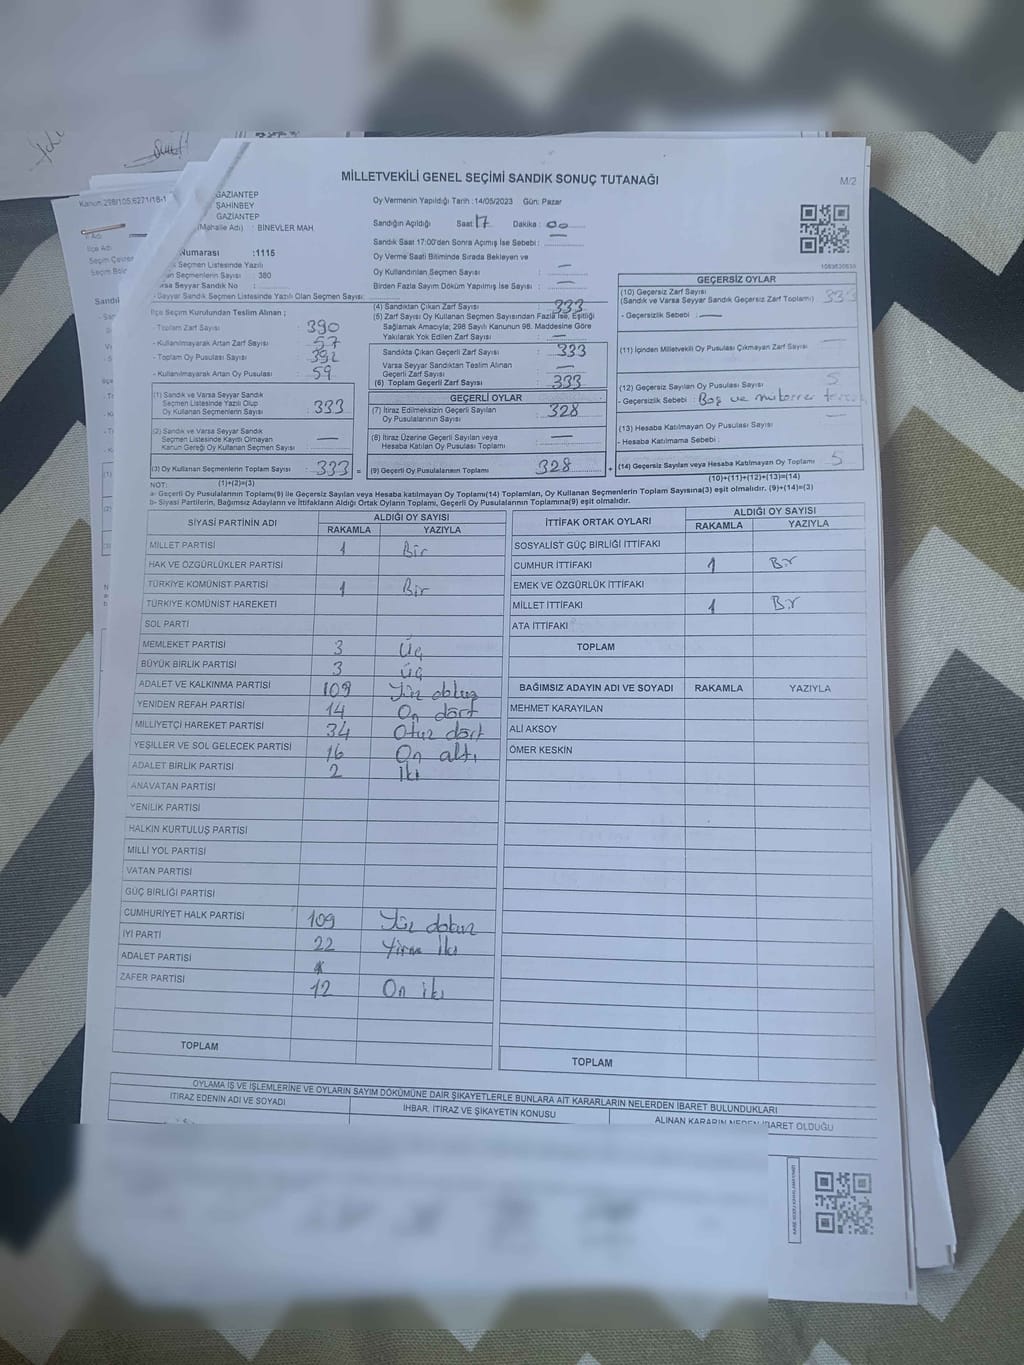 MİLLETVEKİLİ GENEL SEÇİMİ SANDIK SONUÇ TUTANAĞI
M/2
Kanun 298/105 6271/16-1
GAZİANTEP
ŞAHİNBEY
GAZİANTEP
(Mahalle Adı) : BİNEVLER MAH.
Numarası :1115
Seçmen Listesinde Yazılı
Seçmenlerin Sayısı : 380
Seyyar Sandık No :
Seyyar Sandık Seçmen Listesinde Yazılı Olan Seçmen Sayısı:
İlçe Seçim Kurulundan Teslim Alınan ;
- Toplam Zarf Sayısı : 390
- Kullanılmayarak Artan Zarf Sayısı : 57
- Toplam Oy Pusulası Sayısı : 392
- Kullanılmayarak Artan Oy Pusulası : 59
(1) Sandık ve Varsa Seyyar Sandık
Seçmen Listesinde Yazılı Olup
Oy Kullanan Seçmenlerin Sayısı : 333
(2) Sandık ve Varsa Seyyar Sandık
Seçmen Listesinde Kayıtlı Olmayan
Kanun Gereği Oy Kullanan Seçmen Sayısı : —
(3) Oy Kullanan Seçmenlerin Toplam Sayısı : 333 =
Oy Vermenin Yapıldığı Tarih :14/05/2023 Gün: Pazar
Sandığın Açıldığı Saat: 17 Dakika : 00
Sandık Saat 17:00'den Sonra Açılmış İse Sebebi : —
Oy Verme Saati Bitiminde Sırada Bekleyen ve
Oy Kullandırılan Seçmen Sayısı : —
Birden Fazla Sayım Döküm Yapılmış İse Sayısı : —
(4) Sandıktan Çıkan Zarf Sayısı : 333
(5) Zarf Sayısı Oy Kullanan Seçmen Sayısından Fazla İse, Eşitliği
Sağlamak Amacıyla; 298 Sayılı Kanunun 98. Maddesine Göre
Yakılarak Yok Edilen Zarf Sayısı : —
Sandıkta Çıkan Geçerli Zarf Sayısı : 333
Varsa Seyyar Sandıktan Teslim Alınan
Geçerli Zarf Sayısı : —
(6) Toplam Geçerli Zarf Sayısı : 333
GEÇERLİ OYLAR
(7) İtiraz Edilmeksizin Geçerli Sayılan
Oy Pusulalarının Sayısı : 328
(8) İtiraz Üzerine Geçerli Sayılan veya
Hesaba Katılan Oy Pusulası Toplamı : —
(9) Geçerli Oy Pusulalarının Toplamı 328 +
GEÇERSİZ OYLAR
(10) Geçersiz Zarf Sayısı
(Sandık ve Varsa Seyyar Sandık Geçersiz Zarf Toplamı) : 333
- Geçersizlik Sebebi : —
(11) İçinden Milletvekili Oy Pusulası Çıkmayan Zarf Sayısı —
(12) Geçersiz Sayılan Oy Pusulası Sayısı 5
- Geçersizlik Sebebi : Boş ve
(13) Hesaba Katılmayan Oy Pusulası Sayısı —
- Hesaba Katılmama Sebebi :
(14) Geçersiz Sayılan veya Hesaba Katılmayan Oy Toplamı 5
NOT: (1)+(2)=(3) (10)+(11)+(12)+(13)=(14)
a- Geçerli Oy Pusulalarının Toplamı(9) ile Geçersiz Sayılan veya Hesaba katılmayan Oy Toplamı(14) Toplamları, Oy Kullanan Seçmenlerin Toplam Sayısına(3) eşit olmalıdır. (9)+(14)=(3)
b- Siyasi Partilerin, Bağımsız Adayların ve İttifakların Aldığı Ortak Oyların Toplamı, Geçerli Oy Pusulalarının Toplamına(9) eşit olmalıdır.
SİYASİ PARTİNİN ADI ALDIĞI OY SAYISI
RAKAMLA YAZIYLA
MİLLET PARTİSİ 1 Bir
HAK VE ÖZGÜRLÜKLER PARTİSİ
TÜRKİYE KOMÜNİST PARTİSİ 1 Bir
TÜRKİYE KOMÜNİST HAREKETİ
SOL PARTİ
MEMLEKET PARTİSİ 3 Üç
BÜYÜK BİRLİK PARTİSİ 3 Üç
ADALET VE KALKINMA PARTİSİ 109 Yüz dokuz
YENİDEN REFAH PARTİSİ 14 On dört
MİLLİYETÇİ HAREKET PARTİSİ 34 Otuz dört
YEŞİLLER VE SOL GELECEK PARTİSİ 16 On altı
ADALET BİRLİK PARTİSİ 2 İki
ANAVATAN PARTİSİ
YENİLİK PARTİSİ
HALKIN KURTULUŞ PARTİSİ
MİLLİ YOL PARTİSİ
VATAN PARTİSİ
GÜÇ BİRLİĞİ PARTİSİ
CUMHURİYET HALK PARTİSİ 109 Yüz dokuz
İYİ PARTİ 22 Yirmi İki
ADALET PARTİSİ
ZAFER PARTİSİ 12 On iki
TOPLAM
İTTİFAK ORTAK OYLARI ALDIĞI OY SAYISI
RAKAMLA YAZIYLA
SOSYALİST GÜÇ BİRLİĞİ İTTİFAKI
CUMHUR İTTİFAKI 1 Bir
EMEK VE ÖZGÜRLÜK İTTİFAKI
MİLLET İTTİFAKI 1 Bir
ATA İTTİFAKI
TOPLAM
BAĞIMSIZ ADAYIN ADI VE SOYADI RAKAMLA YAZIYLA
MEHMET KARAYILAN
ALİ AKSOY
ÖMER KESKİN
TOPLAM
OYLAMA İŞ VE İŞLEMLERİNE VE OYLARIN SAYIM DÖKÜMÜNE DAİR ŞİKAYETLERLE BUNLARA AİT KARARLARIN NELERDEN İBARET BULUNDUKLARI
İTİRAZ EDENİN ADI VE SOYADI İHBAR, İTİRAZ VE ŞİKAYETİN KONUSU ALINAN KARARIN NEDEN İBARET OLDUĞU